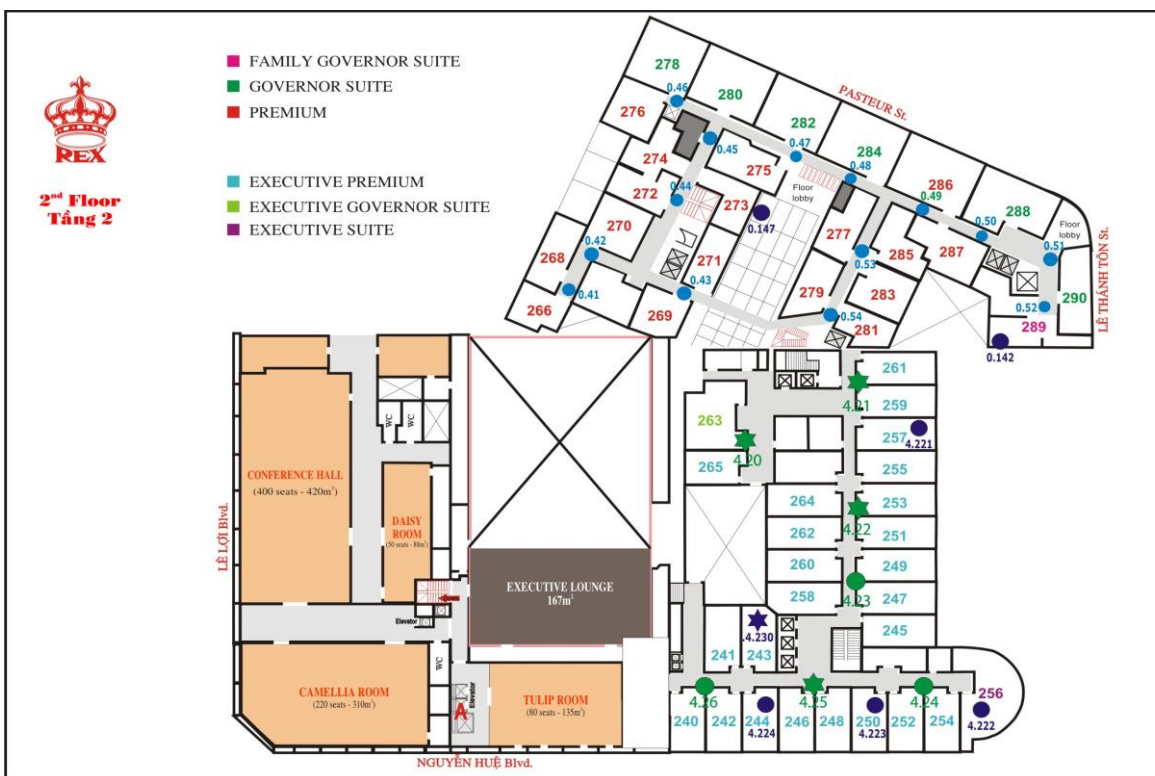 REX
2nd Floor
Tầng 2
FAMILY GOVERNOR SUITE
GOVERNOR SUITE
PREMIUM
EXECUTIVE PREMIUM
EXECUTIVE GOVERNOR SUITE
EXECUTIVE SUITE
PASTEUR St.
LÊ THÁNH TÔN St.
278
0.46
276
280
0.45
274
282
0.47
275
284
0.48
272
0.44
273
0.147
Floor
lobby
286
0.49
288
0.50
Floor
lobby
0.51
270
0.42
268
0.41
266
271
0.43
269
277
0.53
285
287
279
283
0.54
281
0.52
290
289
0.142
261
4.21
259
263
4.20
257
4.221
265
255
264
253
4.22
262
251
260
249
258
4.23
247
245
.4.230
241
243
256
4.222
4.26
4.25
4.24
240
242
244
4.224
246
248
250
4.223
252
254
LÊ LỢI Blvd.
CONFERENCE HALL
(400 seats - 420m²)
WC
WC
DAISY
ROOM
(50 seats - 88m²)
EXECUTIVE LOUNGE
167m²
Elevator
WC
CAMELLIA ROOM
(220 seats - 310m²)
Elevator
A
TULIP ROOM
(80 seats - 135m²)
NGUYỄN HUỆ Blvd.